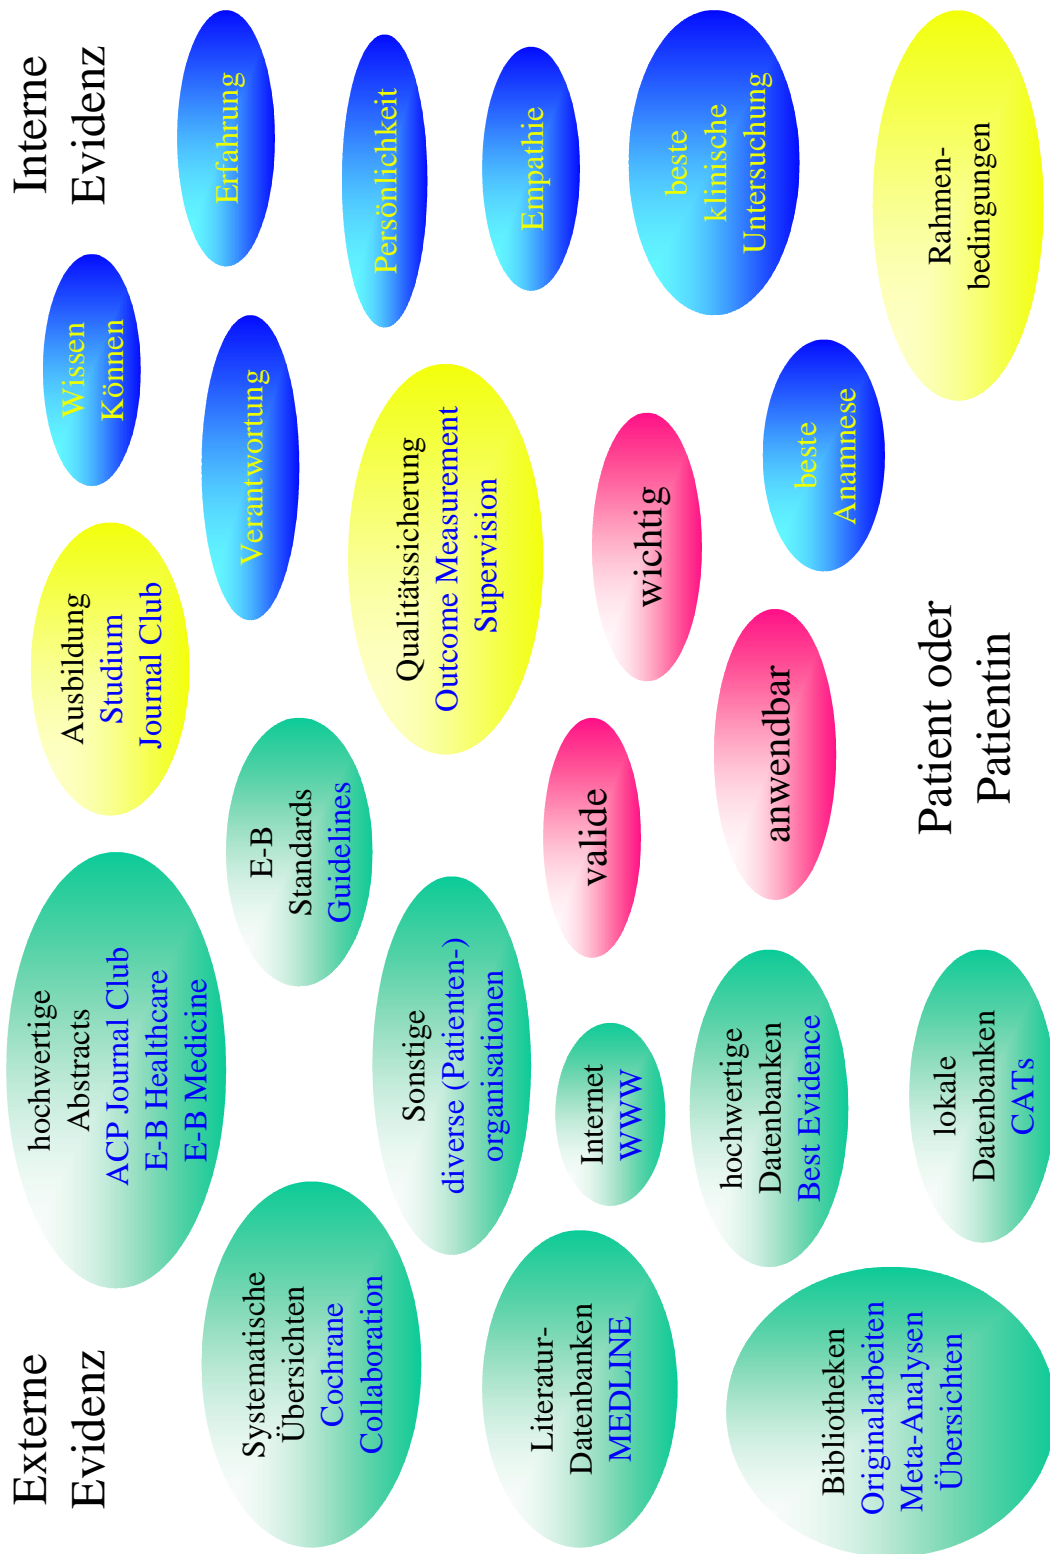 Externe
Evidenz
hochwertige
Abstracts
ACP Journal Club
E-B Healthcare
E-B Medicine
Ausbildung
Studium
Journal Club
Wissen
Können
Interne
Evidenz
Systematische
Übersichten
Cochrane
Collaboration
E-B
Standards
Guidelines
Verantwortung
Erfahrung
Sonstige
diverse (Patienten-)
organisationen
Qualitätssicherung
Outcome Measurement
Supervision
Persönlichkeit
Literatur-
Datenbanken
MEDLINE
Internet
WWW
valide
wichtig
Empathie
hochwertige
Datenbanken
Best Evidence
anwendbar
beste
Anamnese
beste
klinische
Untersuchung
Bibliotheken
Originalarbeiten
Meta-Analysen
Übersichten
lokale
Datenbanken
CATs
Patient oder
Patientin
Rahmen-
bedingungen